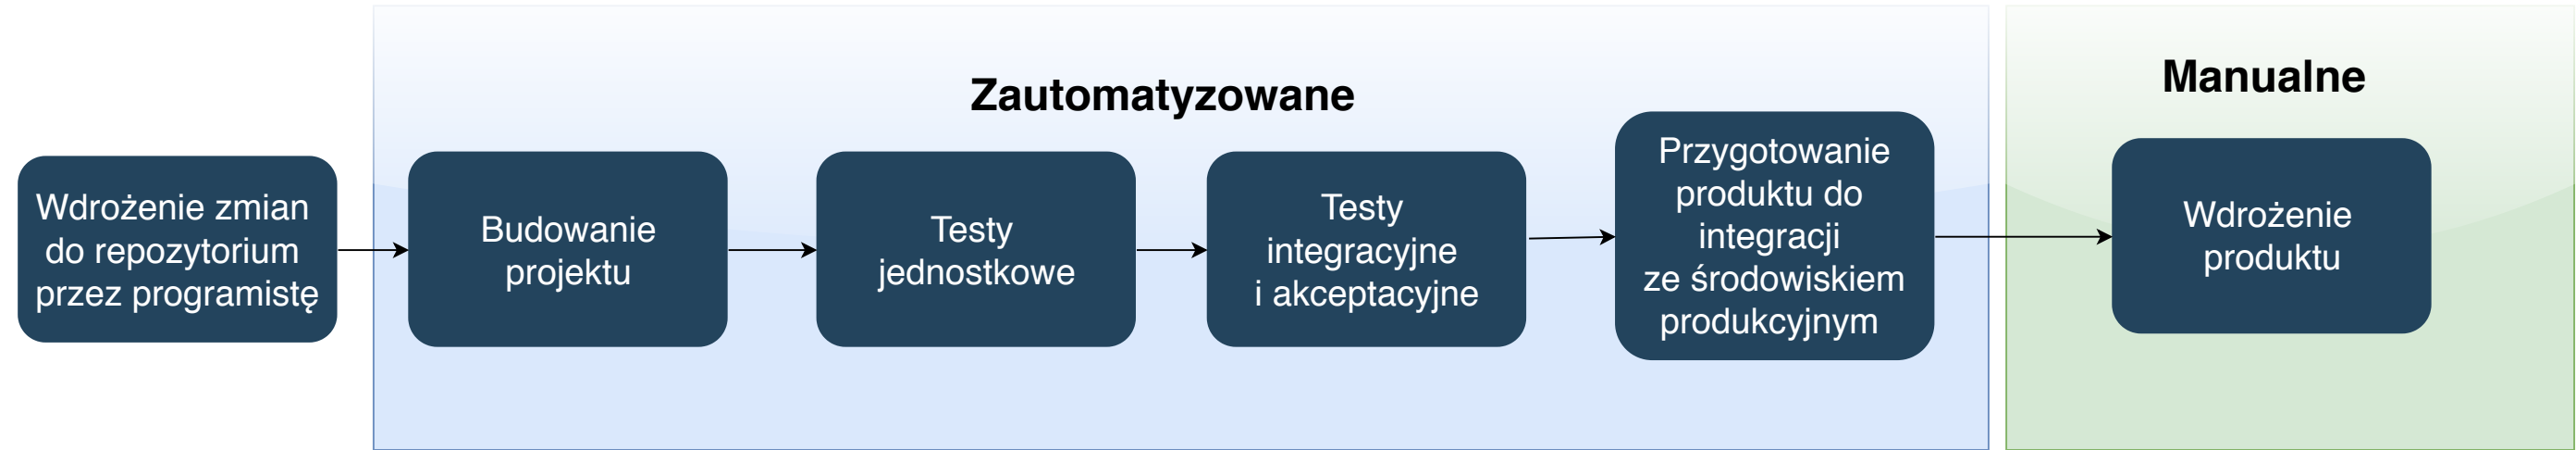 Zautomatyzowane
Manualne
Wdrożenie zmian
do repozytorium
przez programistę
Budowanie
projektu
Testy
jednostkowe
Testy
integracyjne
i akceptacyjne
Przygotowanie
produktu do
integracji
ze środowiskiem
produkcyjnym
Wdrożenie
produktu